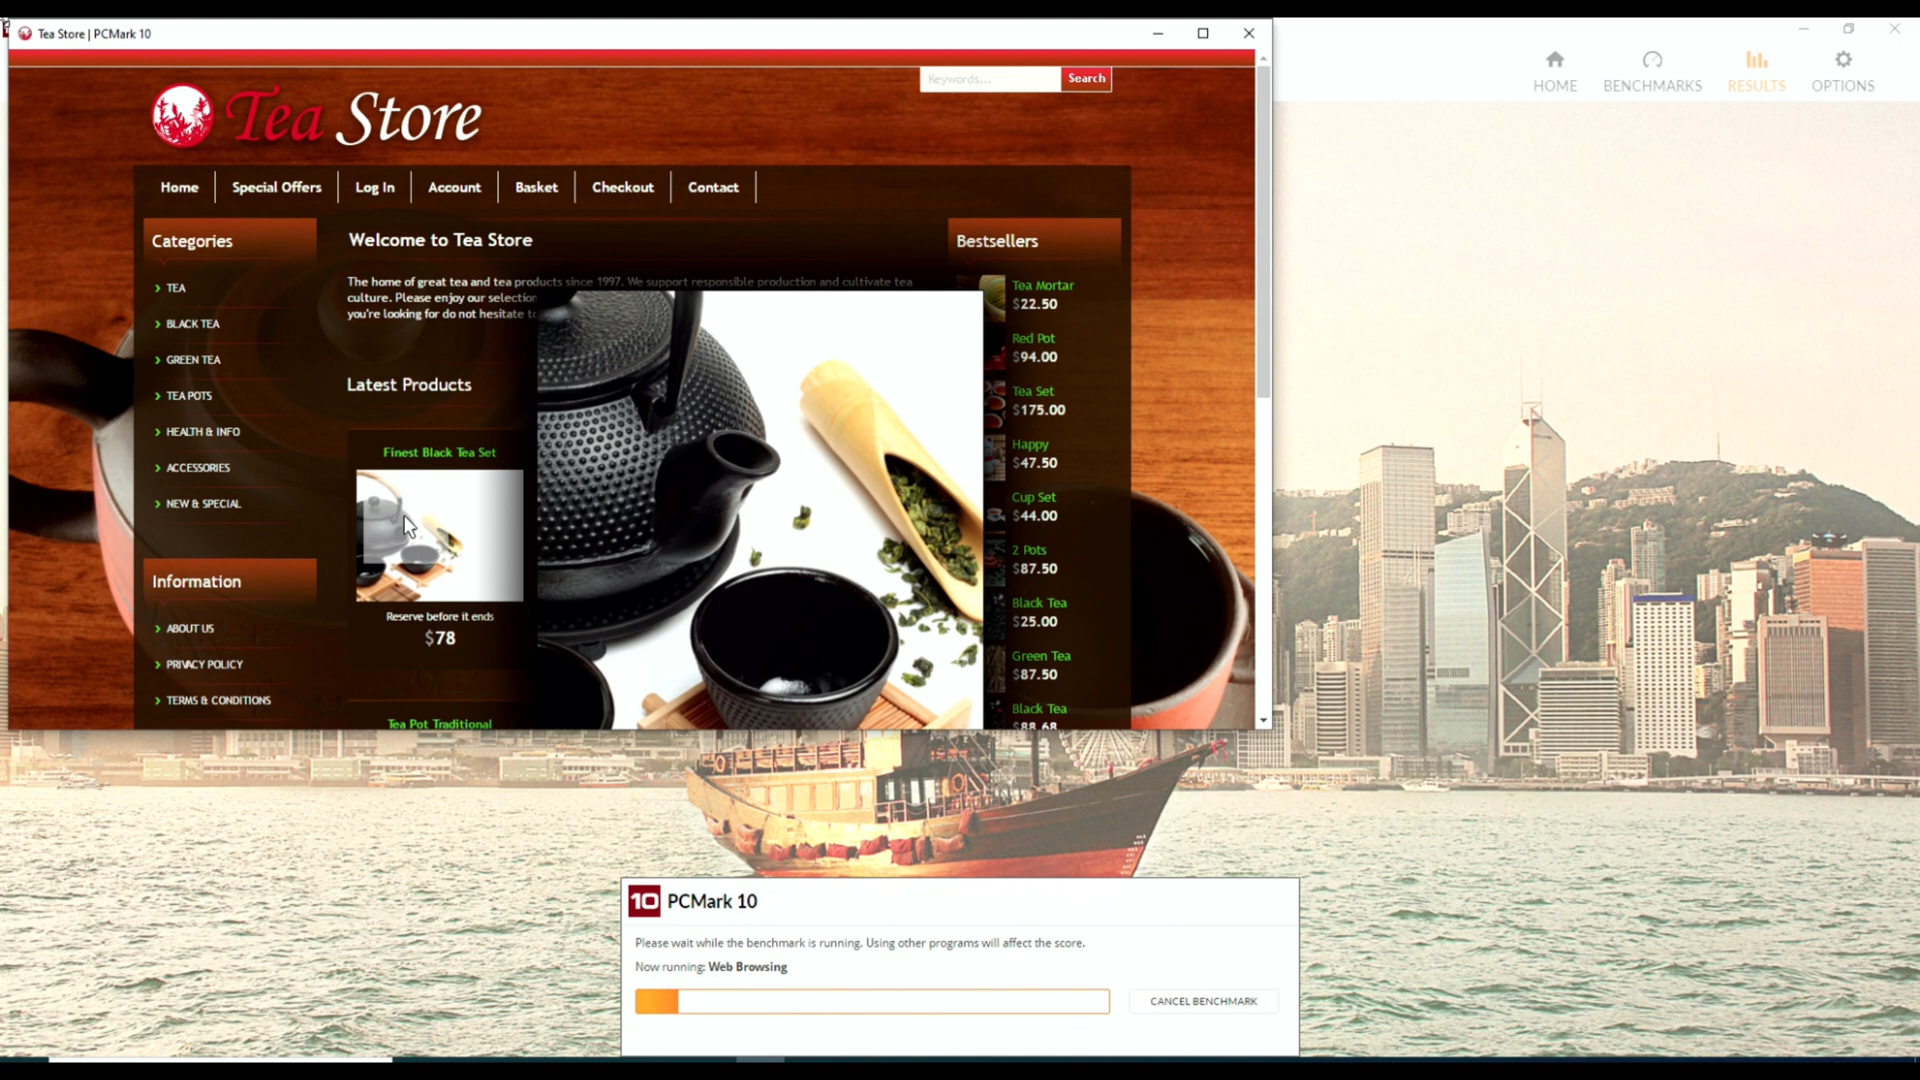 Tea Store | PCMark 10
HOME
BENCHMARKS
RESULTS
OPTIONS
Keywords...
Search
Tea Store
Home
Special Offers
Log In
Account
Basket
Checkout
Contact
Categories
TEA
BLACK TEA
GREEN TEA
TEA POTS
HEALTH & INFO
ACCESSORIES
NEW & SPECIAL
Information
ABOUT US
PRIVACY POLICY
TERMS & CONDITIONS
Welcome to Tea Store
The home of great tea and tea products since 1997. We support responsible production and cultivate tea
culture. Please enjoy our selection
you're looking for do not hesitate to
Latest Products
Finest Black Tea Set
Reserve before it ends
$78
Tea Pot Traditional
Bestsellers
Tea Mortar
$22.50
Red Pot
$94.00
Tea Set
$175.00
Happy
$47.50
Cup Set
$44.00
2 Pots
$87.50
Black Tea
$25.00
Green Tea
$87.50
Black Tea
$88.68
10 PCMark 10
Please wait while the benchmark is running. Using other programs will affect the score.
Now running: Web Browsing
CANCEL BENCHMARK